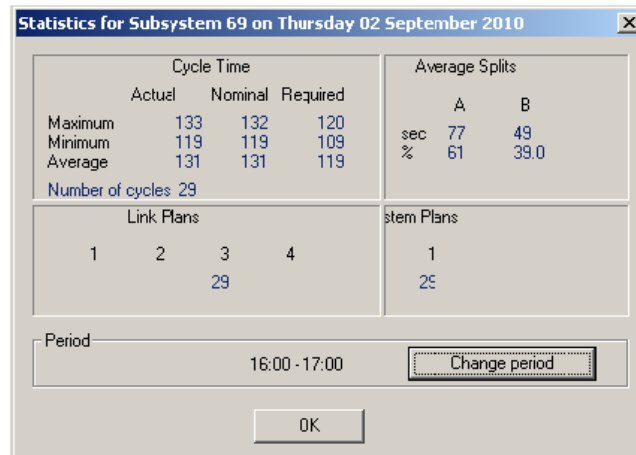 Statistics for Subsystem 69 on Thursday 02 September 2010
Cycle Time
Actual Nominal Required
Maximum 133 132 120
Minimum 119 119 109
Average 131 131 119
Number of cycles 29
Average Splits
A B
sec 77 49
% 61 39.0
Link Plans
1 2 3 4
29
stem Plans
1
Period
16:00 - 17:00 Change period
OK